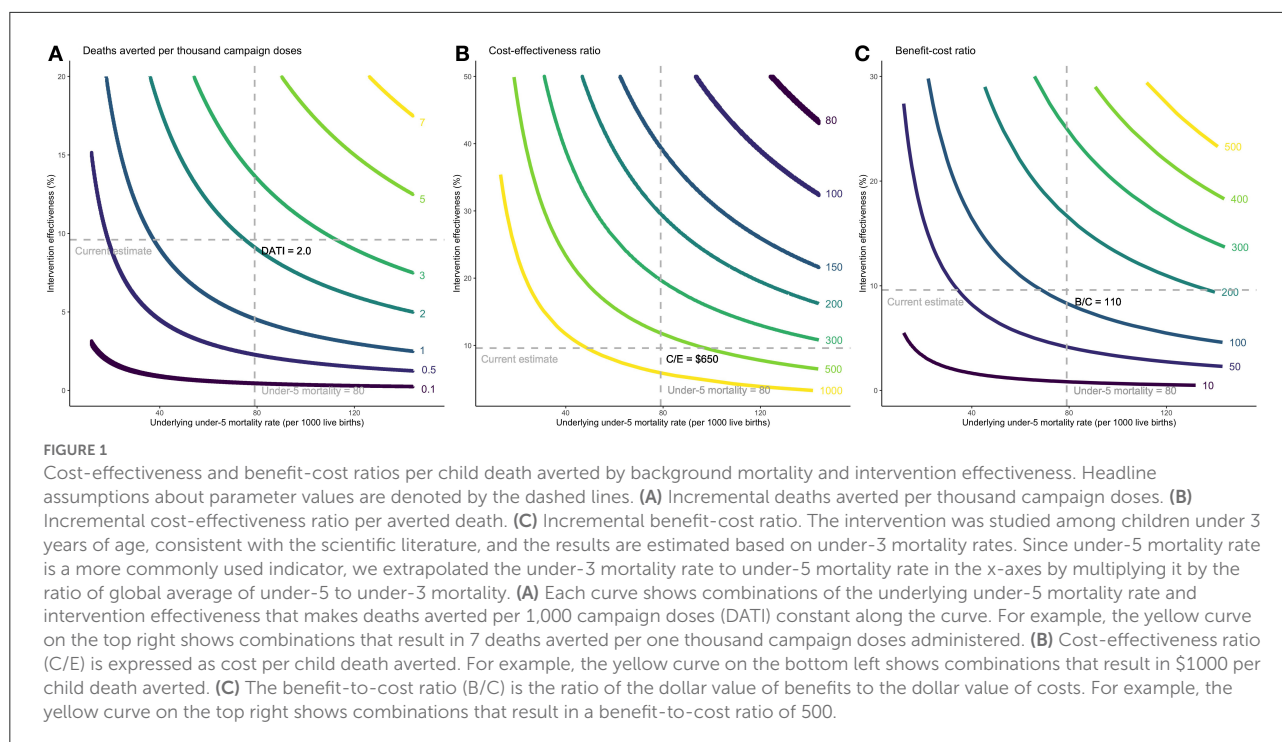 A Deaths averted per thousand campaign doses
20
15
10
5
0
Intervention effectiveness (%)
7
5
3
2
1
0.5
0.1
Current estimate
DATI = 2.0
Under-5 mortality = 80
40
80
120
Underlying under-5 mortality rate (per 1000 live births)
B Cost-effectiveness ratio
50
40
30
20
10
Intervention effectiveness (%)
80
100
150
200
300
500
1000
Current estimate
C/E = $650
Under-5 mortality = 80
40
80
120
Underlying under-5 mortality rate (per 1000 live births)
C Benefit-cost ratio
30
20
10
0
Intervention effectiveness (%)
500
400
300
200
100
50
10
Current estimate
B/C = 110
Under-5 mortality = 80
40
80
120
Underlying under-5 mortality rate (per 1000 live births)
FIGURE 1
Cost-effectiveness and benefit-cost ratios per child death averted by background mortality and intervention effectiveness. Headline
assumptions about parameter values are denoted by the dashed lines. (A) Incremental deaths averted per thousand campaign doses. (B)
Incremental cost-effectiveness ratio per averted death. (C) Incremental benefit-cost ratio. The intervention was studied among children under 3
years of age, consistent with the scientific literature, and the results are estimated based on under-3 mortality rates. Since under-5 mortality rate
is a more commonly used indicator, we extrapolated the under-3 mortality rate to under-5 mortality rate in the x-axes by multiplying it by the
ratio of global average of under-5 to under-3 mortality. (A) Each curve shows combinations of the underlying under-5 mortality rate and
intervention effectiveness that makes deaths averted per 1,000 campaign doses (DATI) constant along the curve. For example, the yellow curve
on the top right shows combinations that result in 7 deaths averted per one thousand campaign doses administered. (B) Cost-effectiveness ratio
(C/E) is expressed as cost per child death averted. For example, the yellow curve on the bottom left shows combinations that result in $1000 per
child death averted. (C) The benefit-to-cost ratio (B/C) is the ratio of the dollar value of benefits to the dollar value of costs. For example, the
yellow curve on the top right shows combinations that result in a benefit-to-cost ratio of 500.